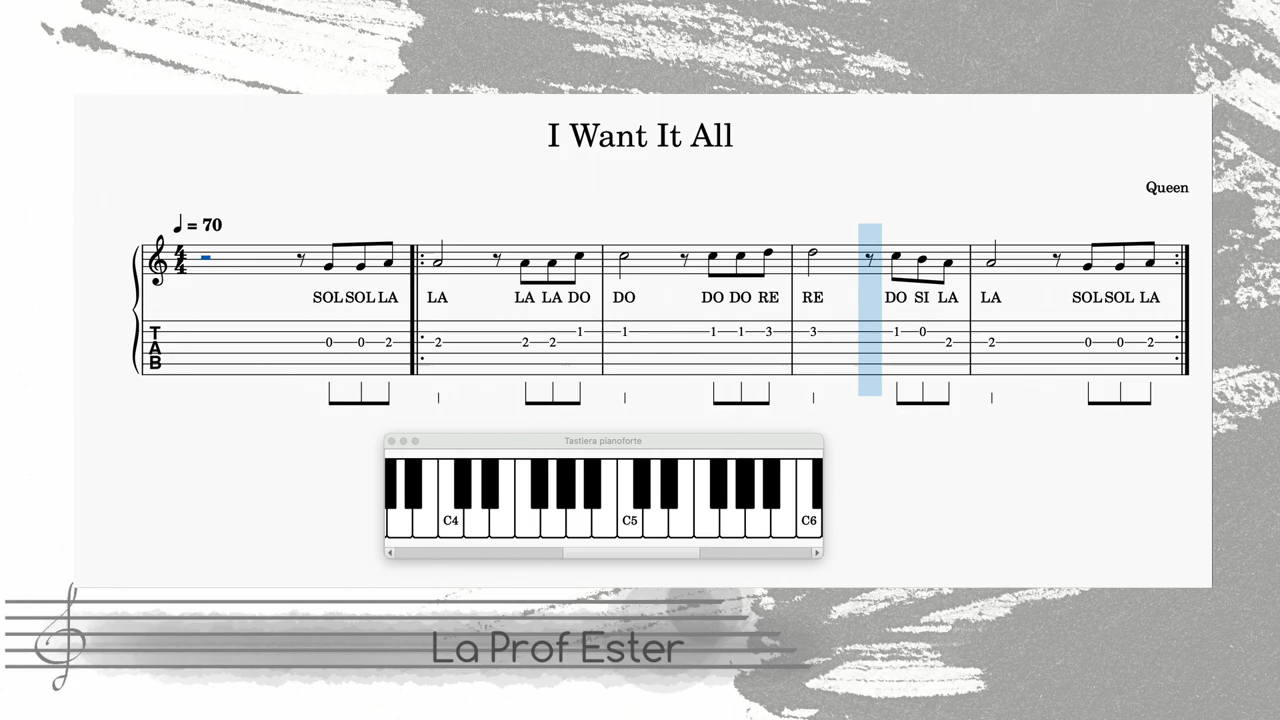 I Want It All
Queen
= 70
4
4
SOL SOL LA LA LA LA DO DO DO DO RE RE DO SI LA LA SOL SOL LA
T 1 1 1 1 3 3 1 0
A 0 0 2 2 2 2 2 2 0 0 2
B
Tastiera pianoforte
C4 C5 C6
La Prof Ester